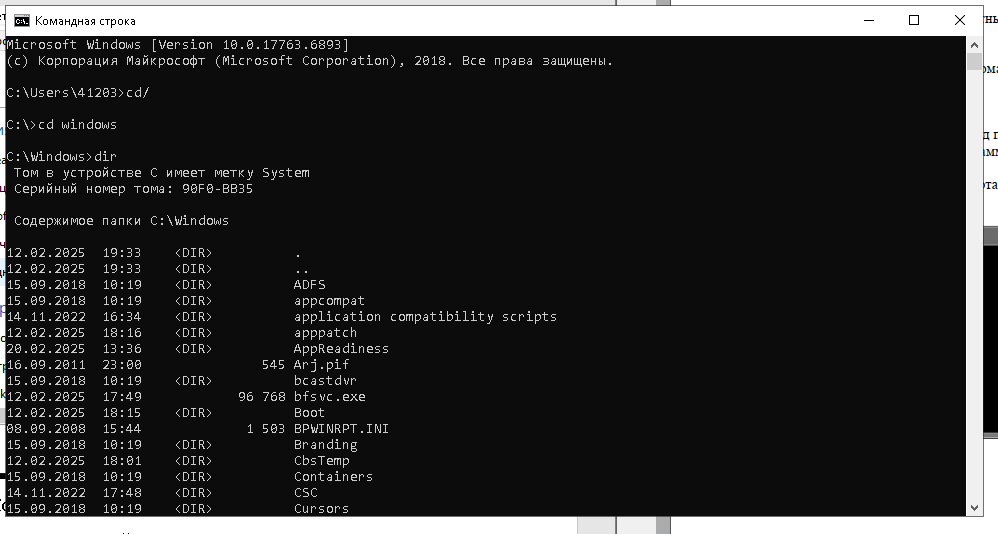 Командная строка
Microsoft Windows [Version 10.0.17763.6893]
(c) Корпорация Майкрософт (Microsoft Corporation), 2018. Все права защищены.
C:\Users\41203>cd/
C:\>cd windows
C:\Windows>dir
Том в устройстве C имеет метку System
Серийный номер тома: 90F0-BB35
Содержимое папки C:\Windows
12.02.2025  19:33    <DIR>          .
12.02.2025  19:33    <DIR>          ..
15.09.2018  10:19    <DIR>          ADFS
15.09.2018  10:19    <DIR>          appcompat
14.11.2022  16:34    <DIR>          application compatibility scripts
12.02.2025  18:16    <DIR>          apppatch
20.02.2025  13:36    <DIR>          AppReadiness
16.09.2011  23:00               545 Arj.pif
15.09.2018  10:19    <DIR>          bcastdvr
12.02.2025  17:49            96 768 bfsvc.exe
12.02.2025  18:15    <DIR>          Boot
08.09.2008  15:44             1 503 BPWINRPT.INI
15.09.2018  10:19    <DIR>          Branding
12.02.2025  18:01    <DIR>          CbsTemp
15.09.2018  10:19    <DIR>          Containers
14.11.2022  17:48    <DIR>          CSC
15.09.2018  10:19    <DIR>          Cursors